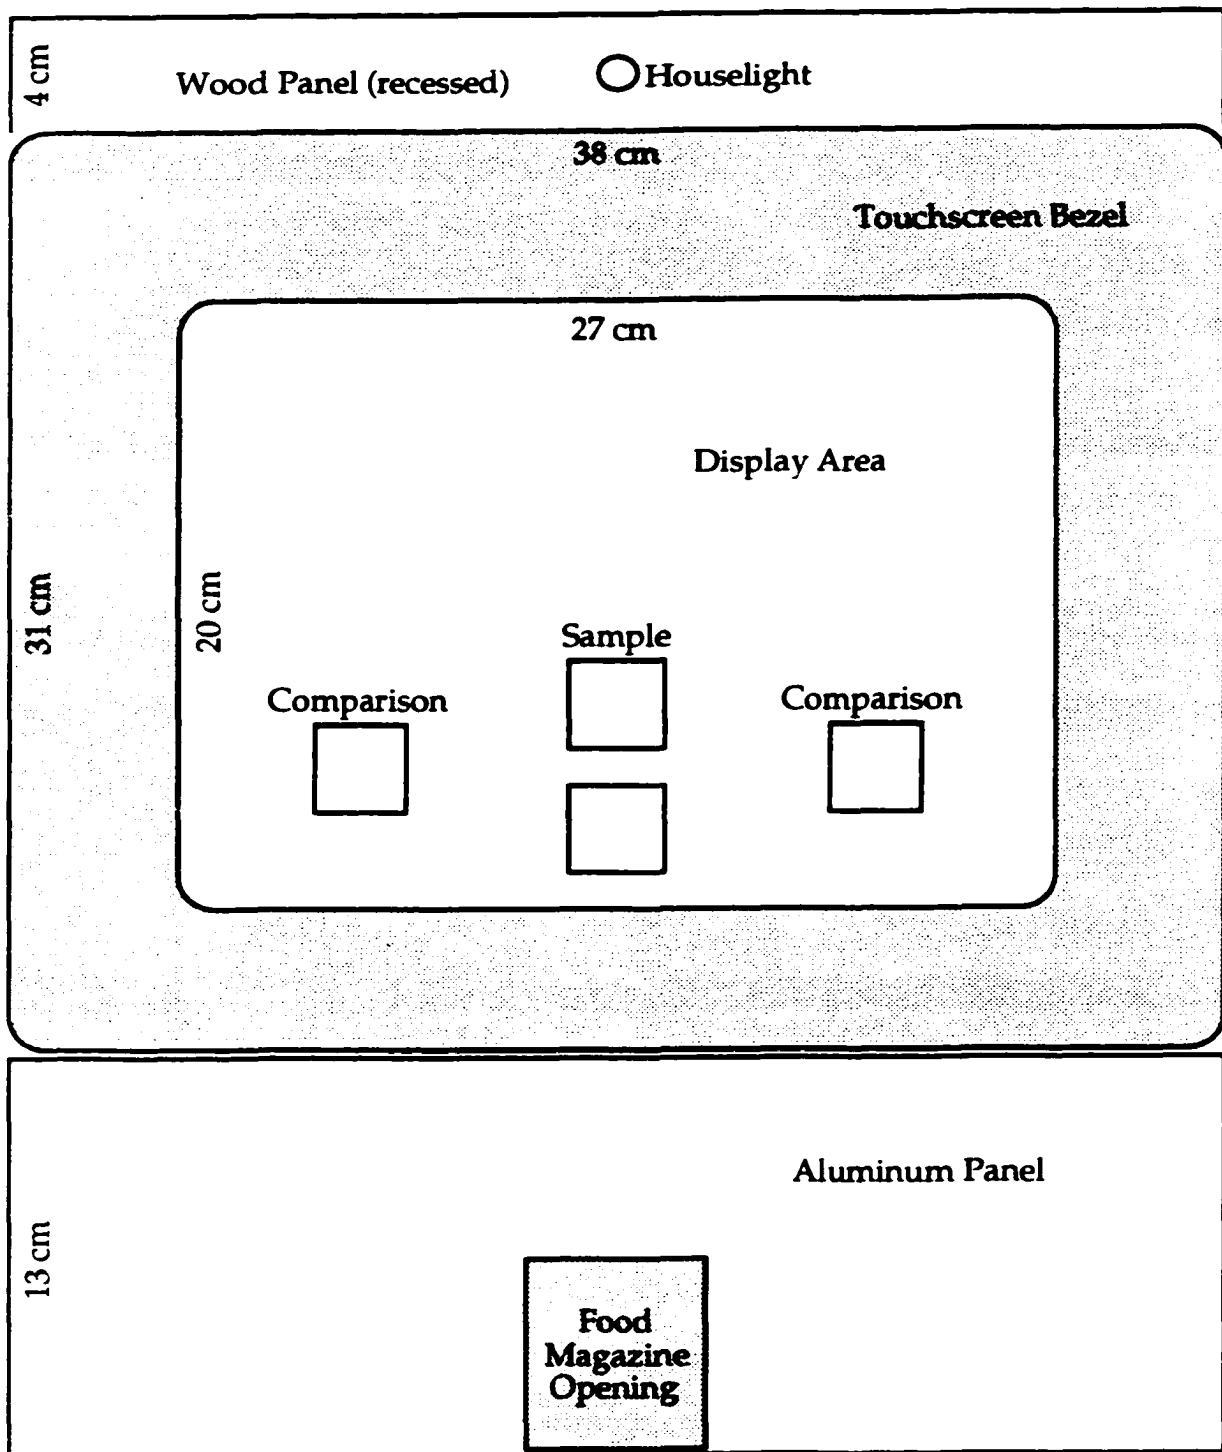 4 cm
Wood Panel (recessed)
Houselight
38 cm
Touchscreen Bezel
27 cm
Display Area
31 cm
20 cm
Sample
Comparison
Comparison
Aluminum Panel
13 cm
Food
Magazine
Opening